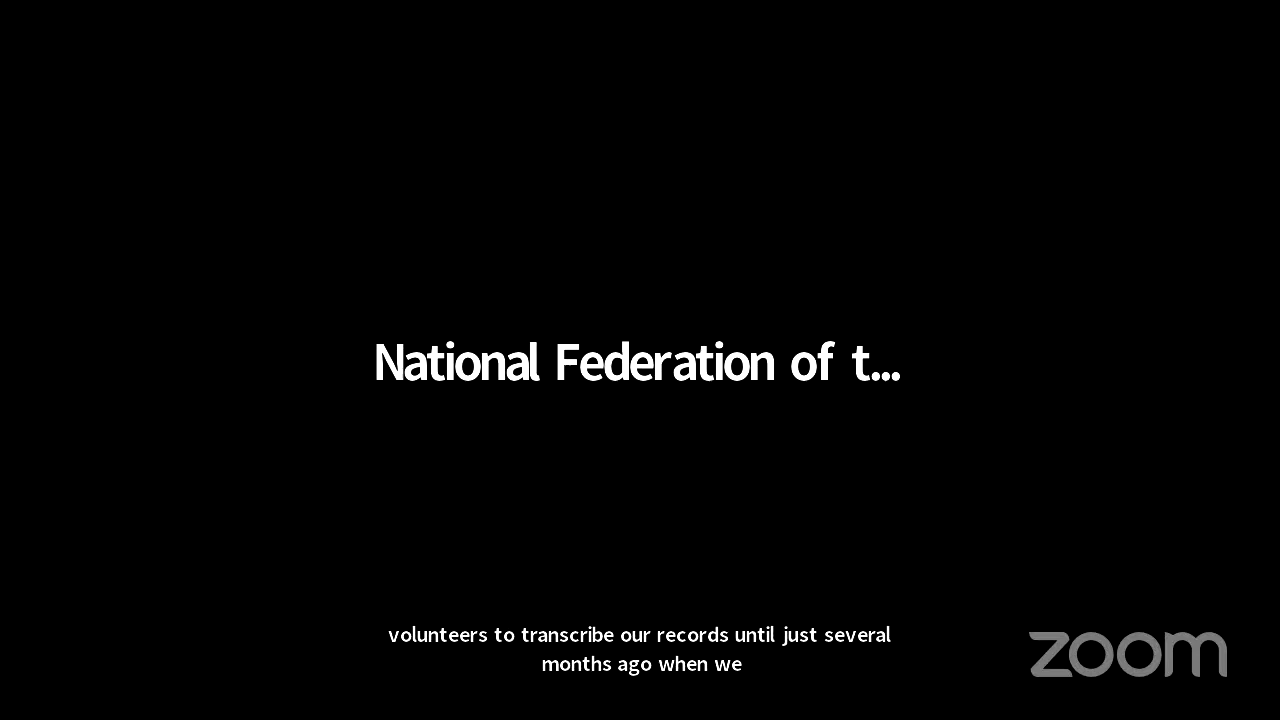 National Federation of t...
volunteers to transcribe our records until just several
months ago when we
zoom